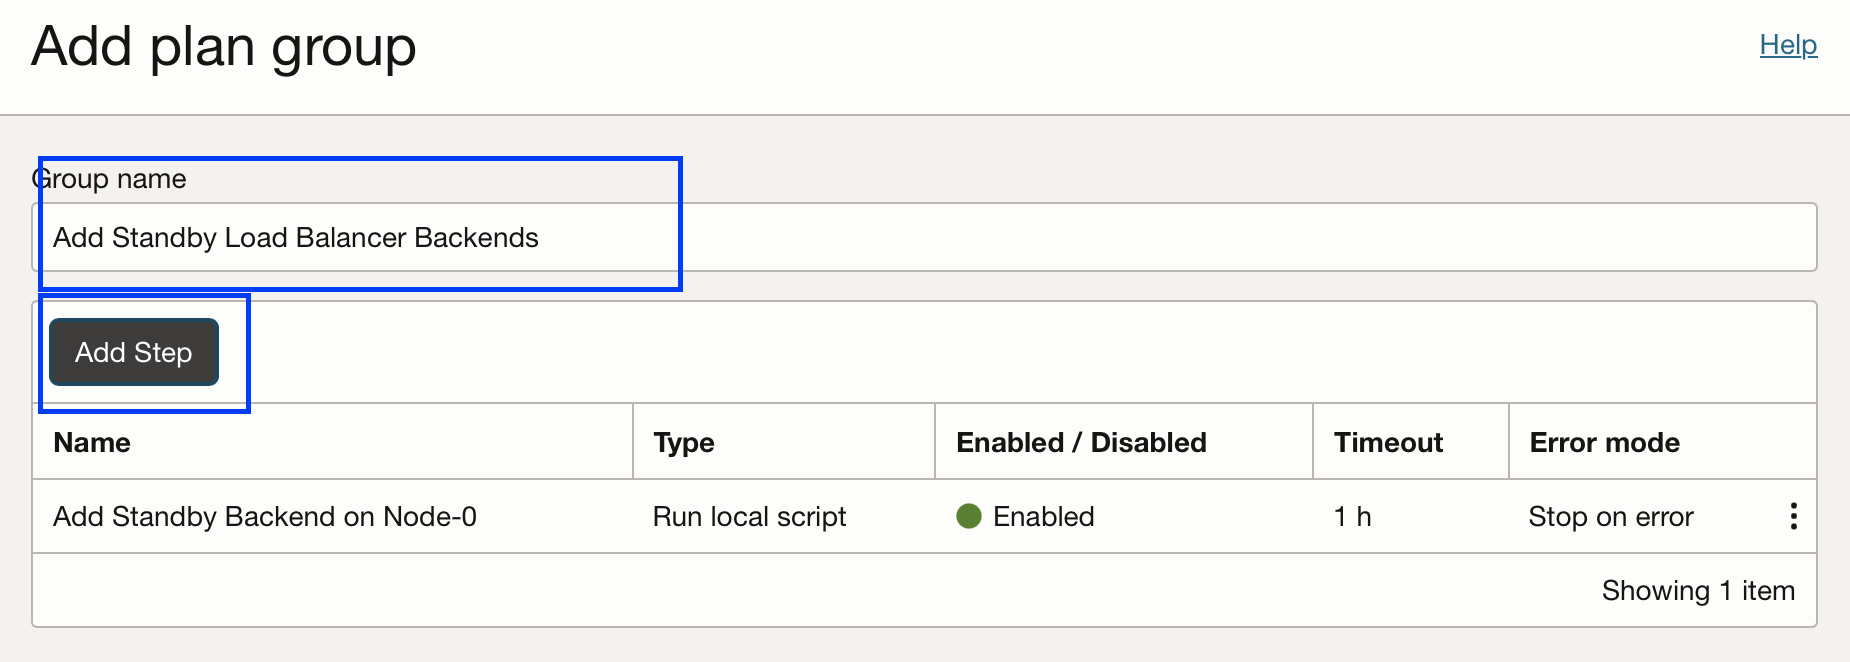 Add plan group
Help
Group name
Add Standby Load Balancer Backends
Add Step
Name Type Enabled / Disabled Timeout Error mode
Add Standby Backend on Node-0 Run local script Enabled 1 h Stop on error
Showing 1 item